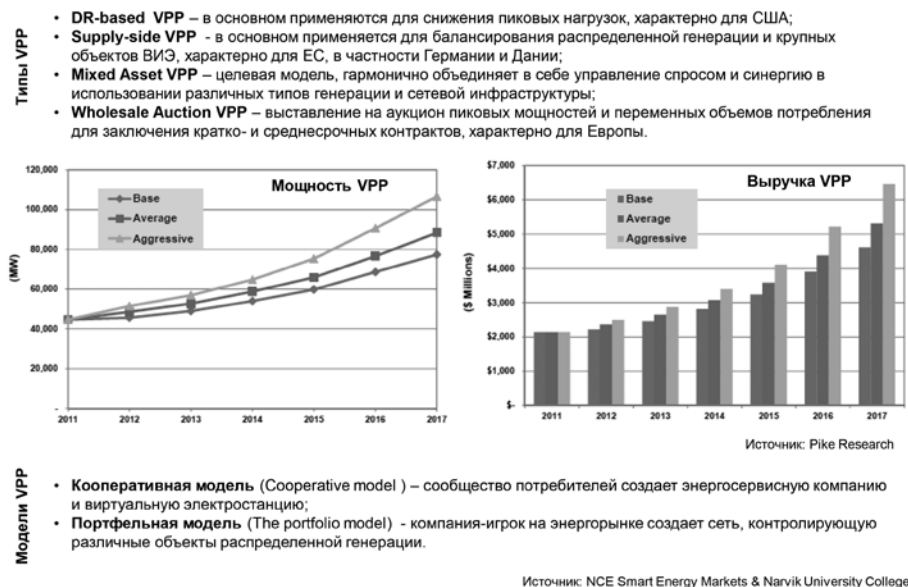 Типы VPP
• DR-based VPP – в основном применяются для снижения пиковых нагрузок, характерно для США;
• Supply-side VPP - в основном применяется для балансирования распределенной генерации и крупных
объектов ВИЭ, характерно для ЕС, в частности Германии и Дании;
• Mixed Asset VPP – целевая модель, гармонично объединяет в себе управление спросом и синергию в
использовании различных типов генерации и сетевой инфраструктуры;
• Wholesale Auction VPP – выставление на аукцион пиковых мощностей и переменных объемов потребления
для заключения кратко- и среднесрочных контрактов, характерно для Европы.
Мощность VPP
Base
Average
Aggressive
(MW)
120,000
100,000
80,000
60,000
40,000
20,000
-
2011 2012 2013 2014 2015 2016 2017
Выручка VPP
Base
Average
Aggressive
($ Millions)
$7,000
$6,000
$5,000
$4,000
$3,000
$2,000
$1,000
$-
2011 2012 2013 2014 2015 2016 2017
Источник: Pike Research
Модели VPP
• Кооперативная модель (Cooperative model ) – сообщество потребителей создает энергосервисную компанию
и виртуальную электростанцию;
• Портфельная модель (The portfolio model) - компания-игрок на энергорынке создает сеть, контролирующую
различные объекты распределенной генерации.
Источник: NCE Smart Energy Markets & Narvik University College